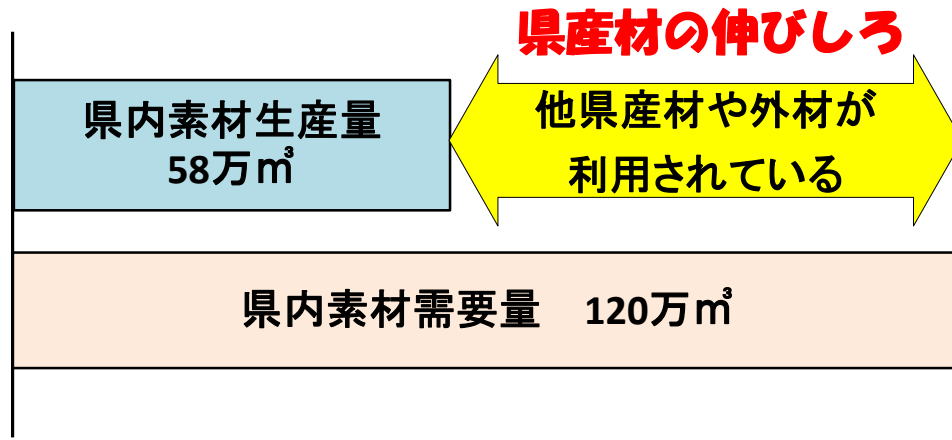 県産材の伸びしろ
県内素材生産量
58万㎥
他県産材や外材が
利用されている
県内素材需要量　120万㎥